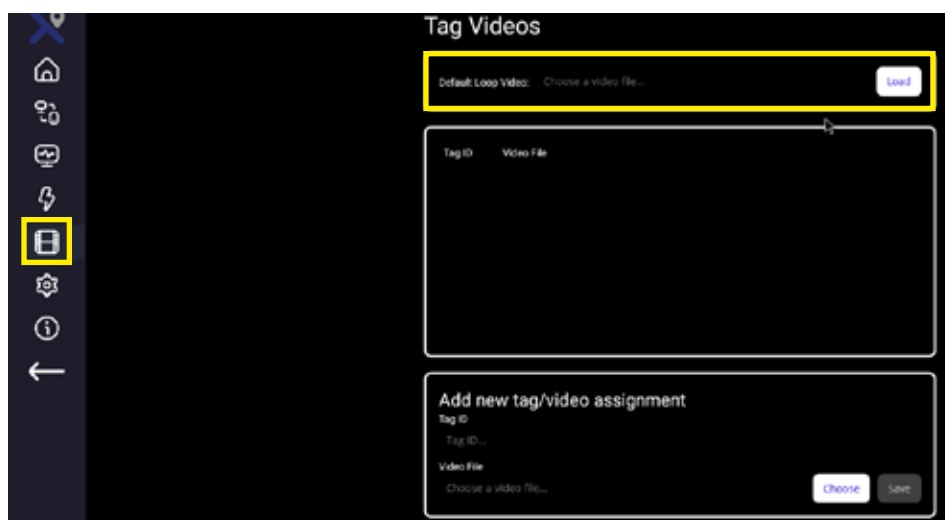 Tag Videos
Default Loop Video: Choose a video file... Load
Tag ID Video File
Add new tag/video assignment
Tag ID
Tag ID...
Video File
Choose a video file... Choose Save